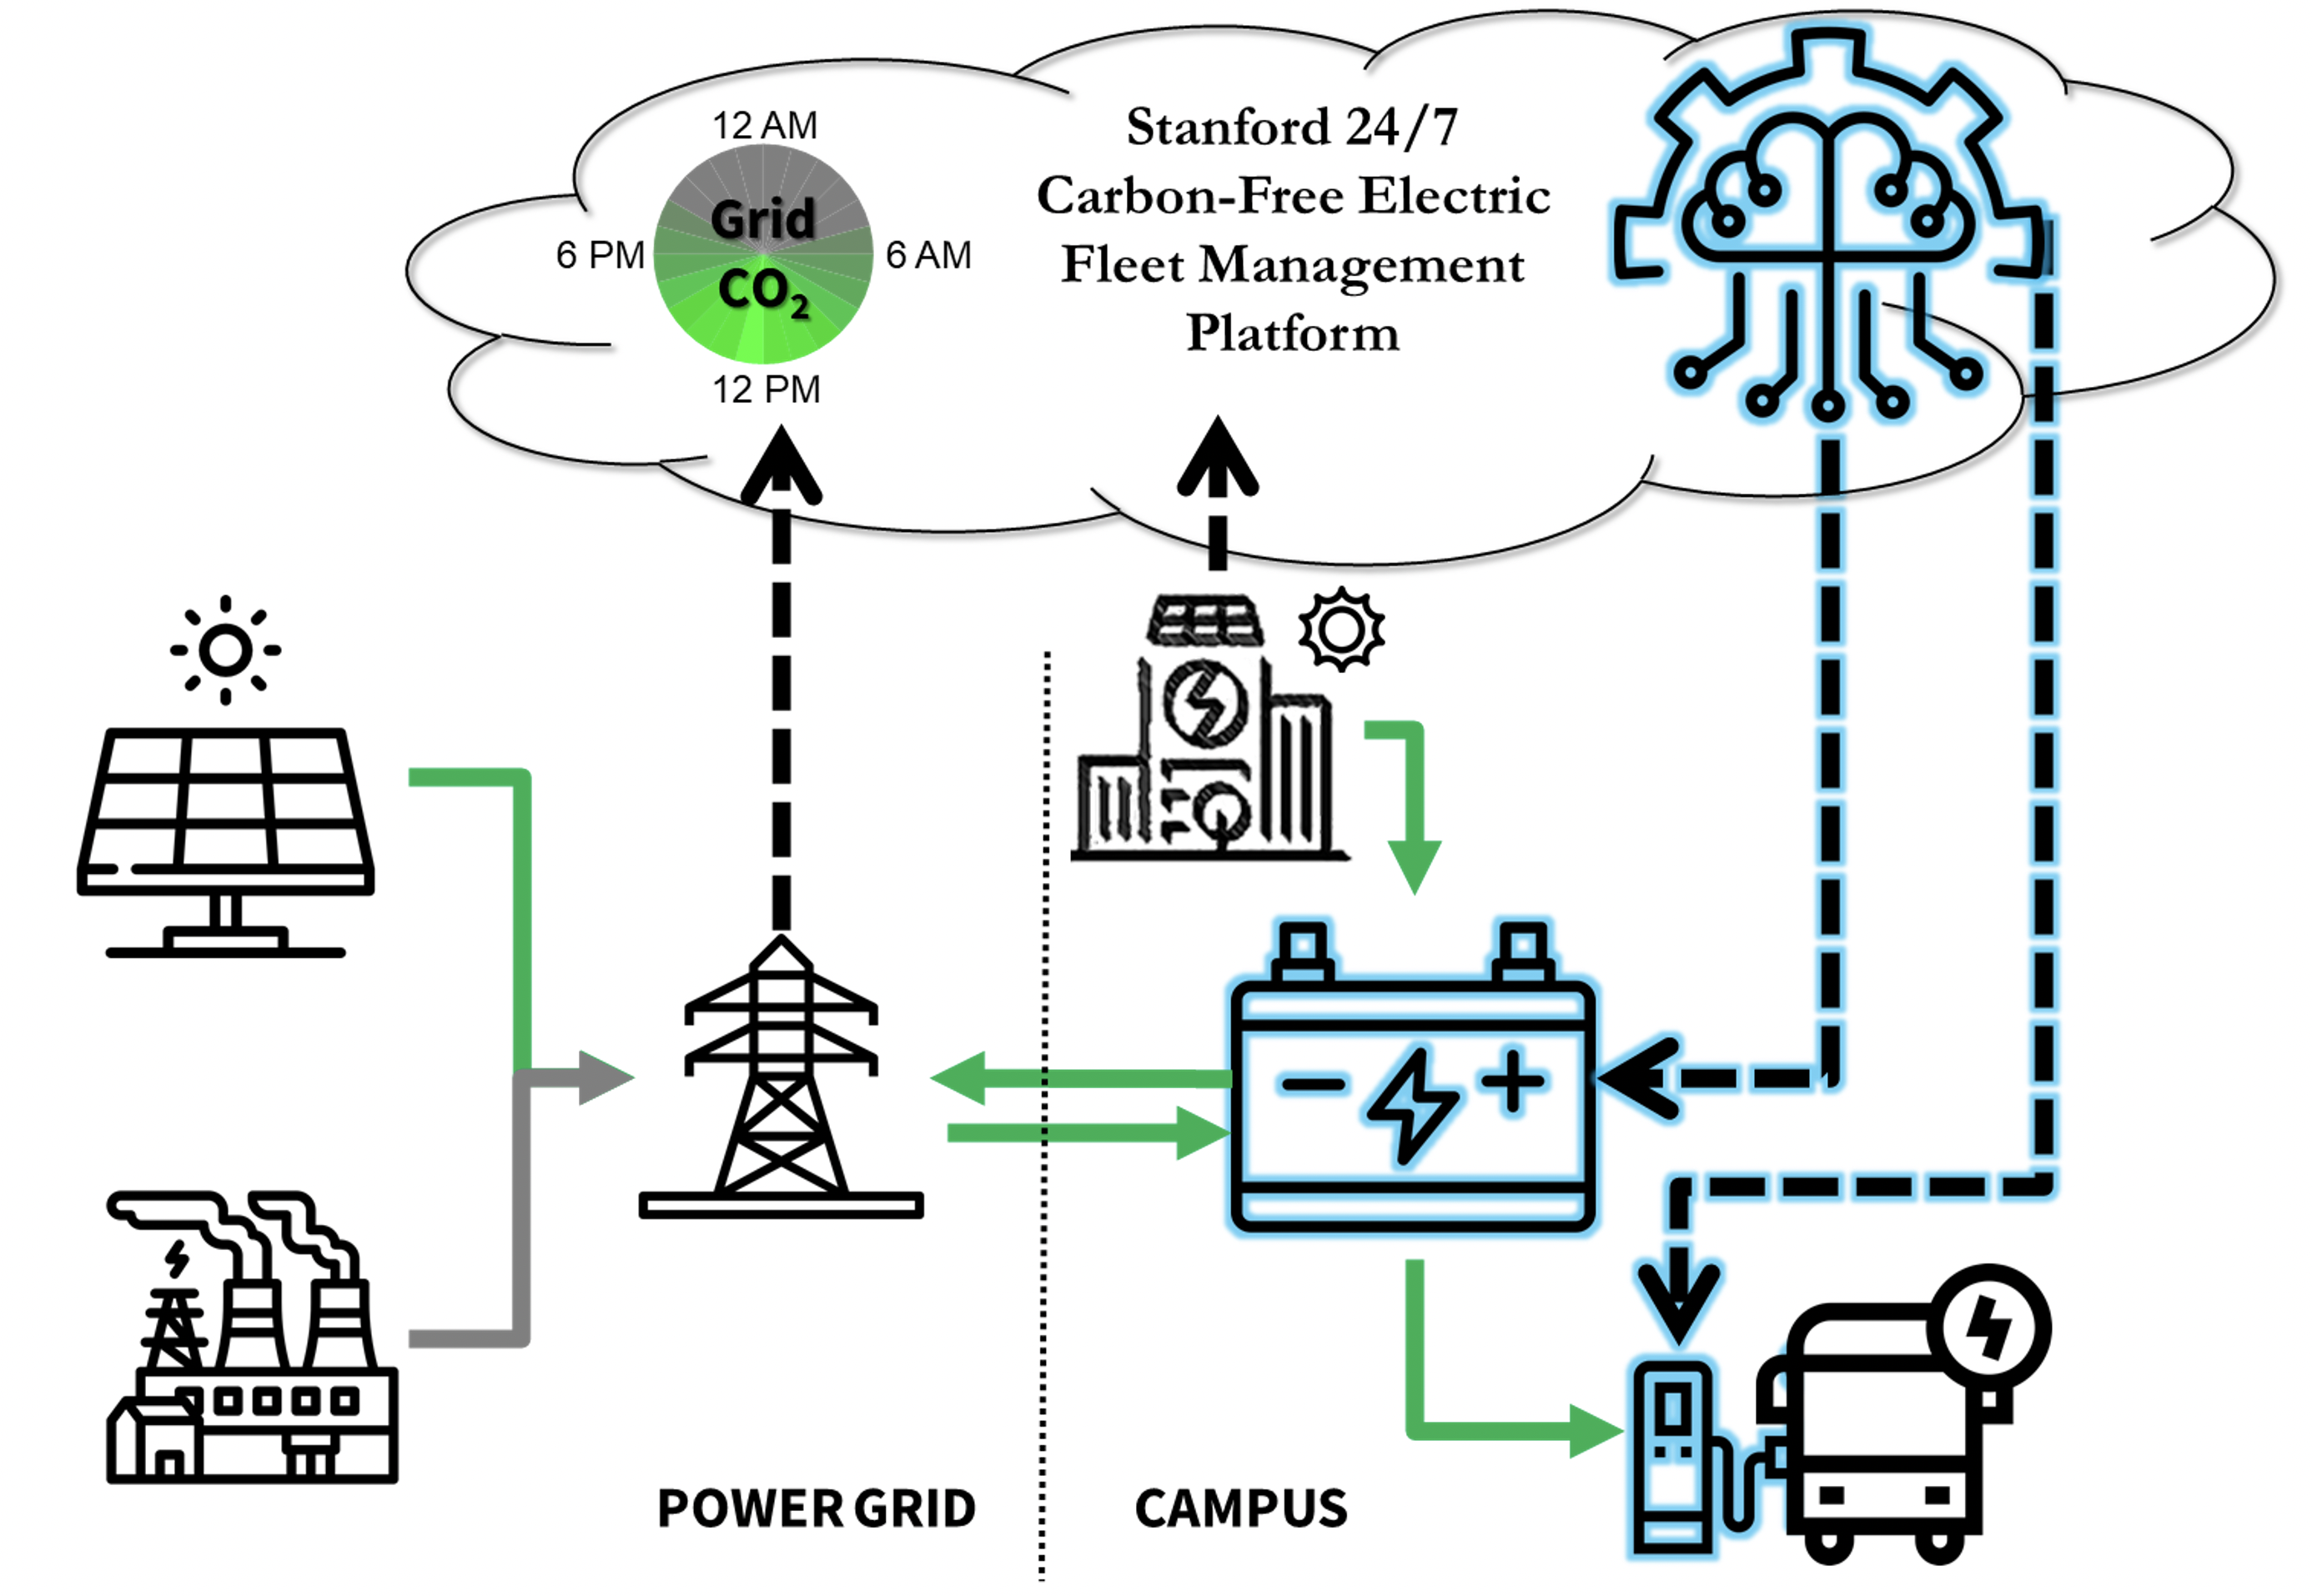 12 AM
6 PM
Grid
CO₂
6 AM
12 PM
Stanford 24/7
Carbon-Free Electric
Fleet Management
Platform
POWER GRID
CAMPUS